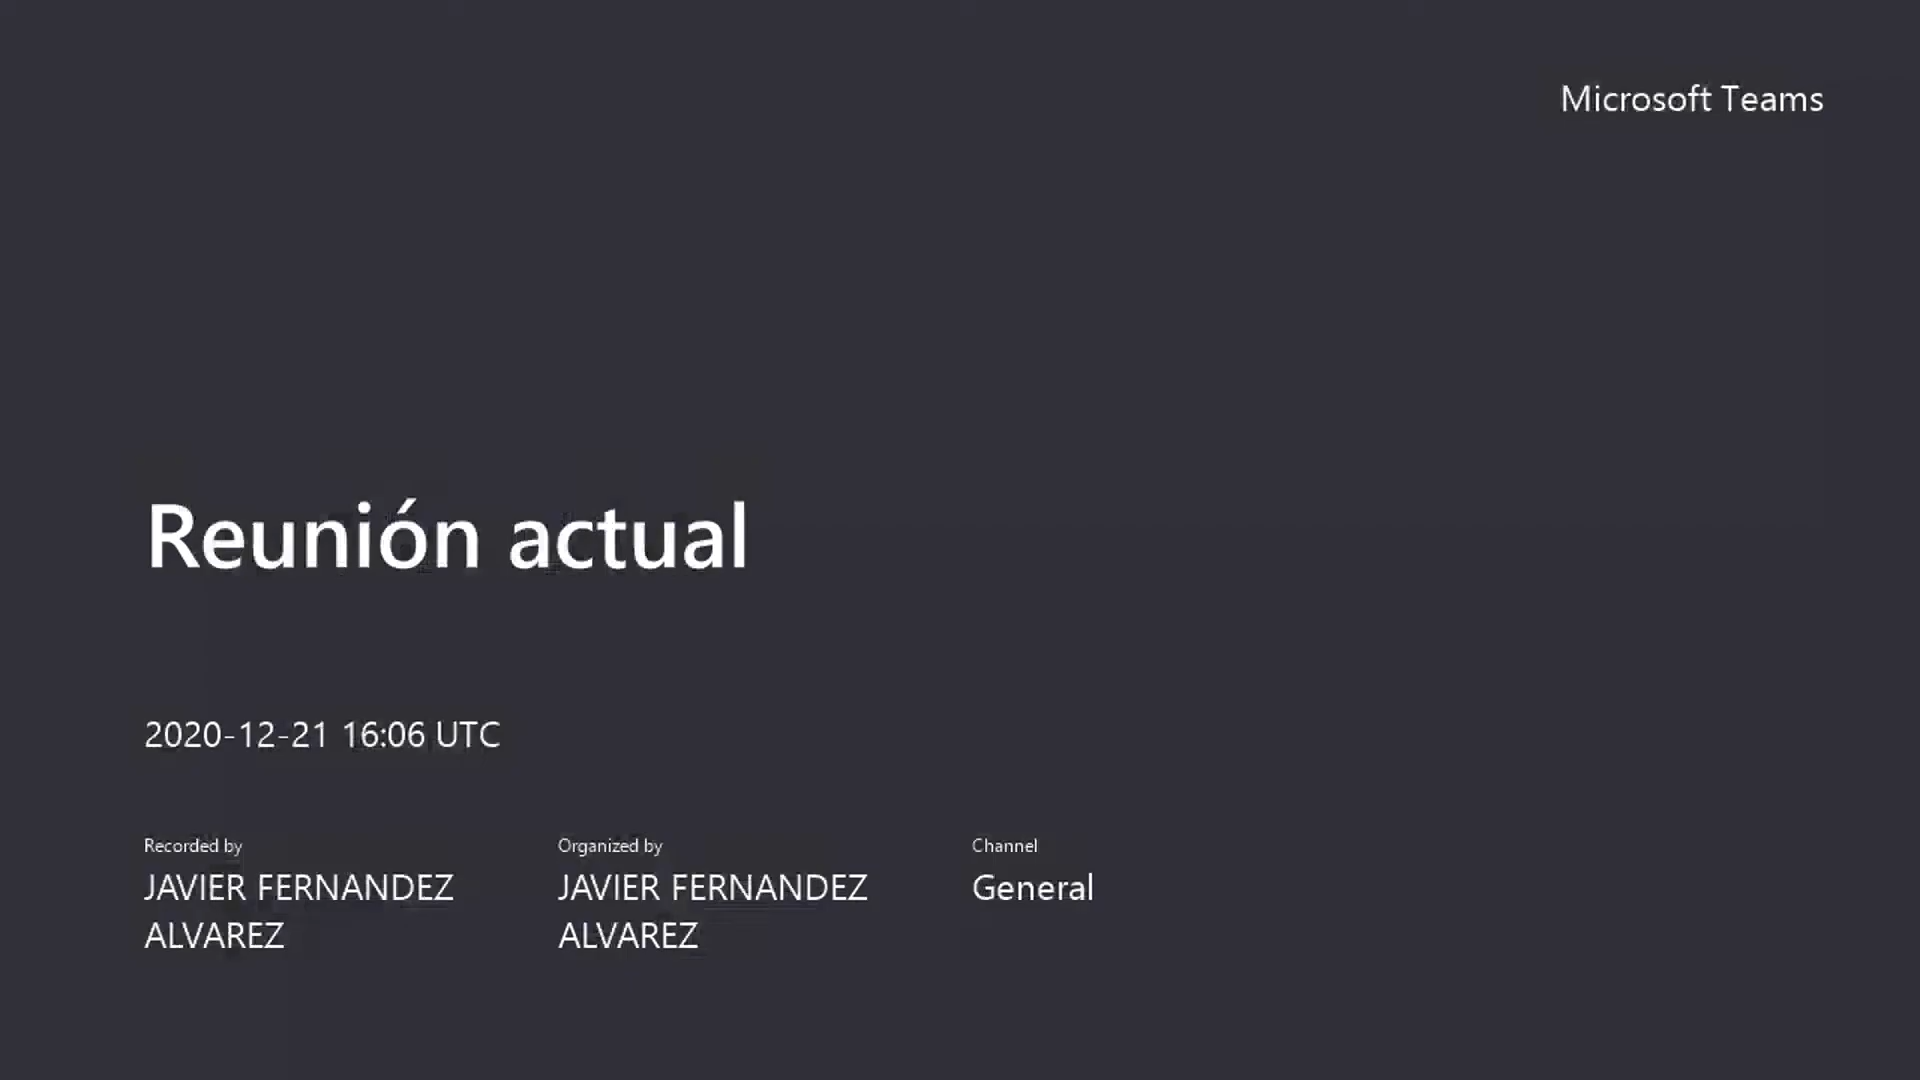 Microsoft Teams
Reunión actual
2020-12-21 16:06 UTC
Recorded by
JAVIER FERNANDEZ
ALVAREZ
Organized by
JAVIER FERNANDEZ
ALVAREZ
Channel
General